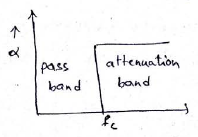 α
pass attenuation
band band
fc